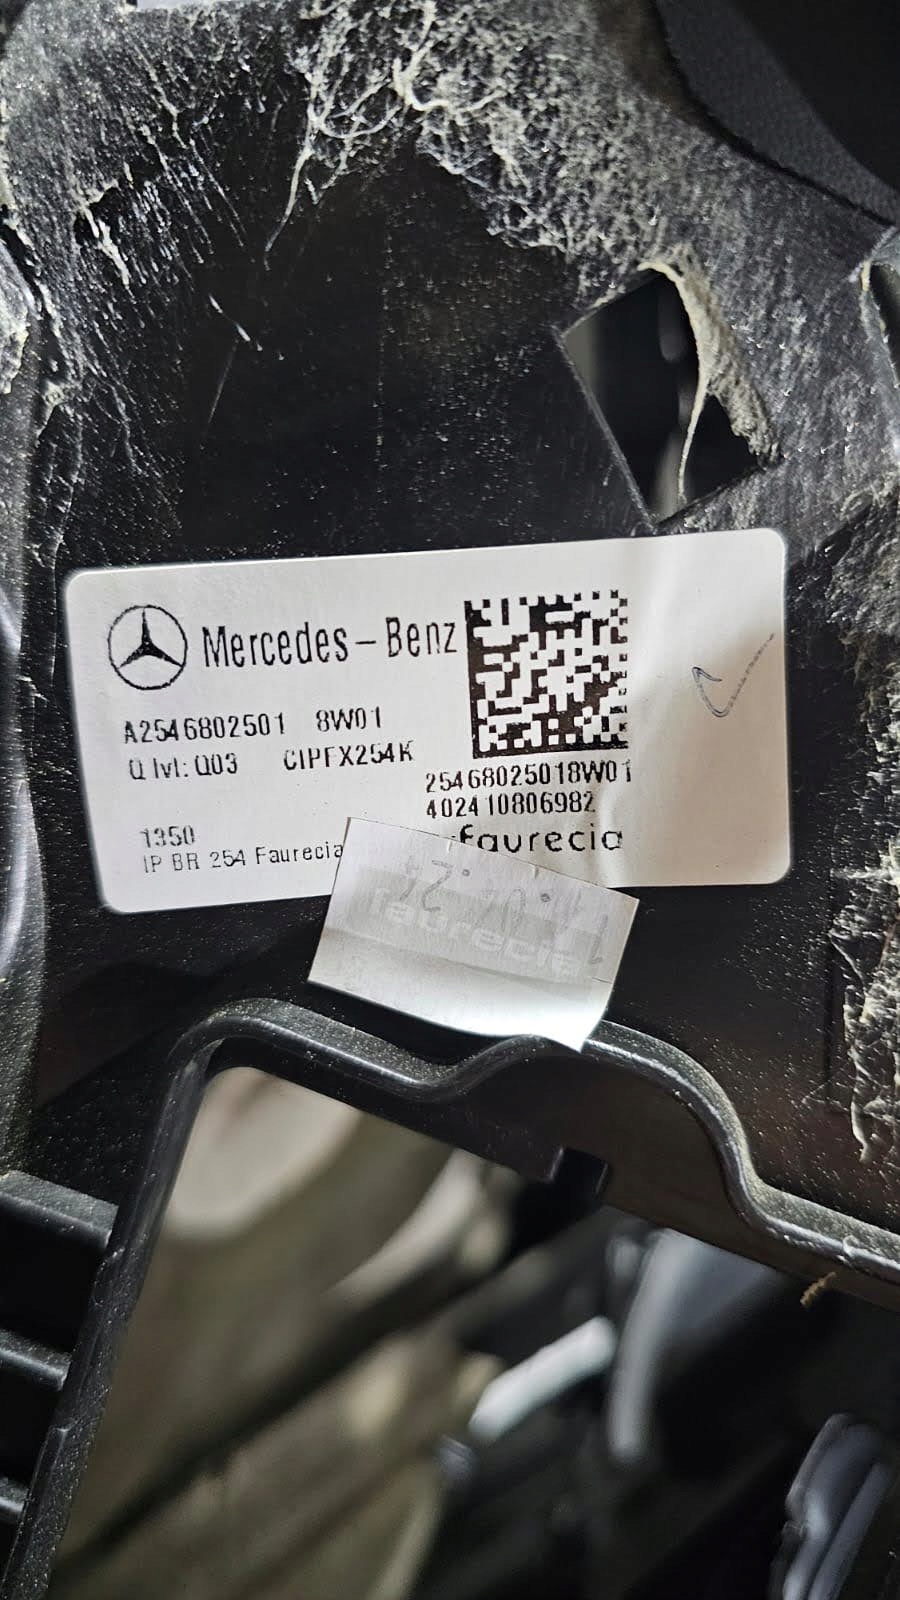 Mercedes-Benz
A2546802501 8W01
Q lvl: Q03 CIPFX254K
25468025018W01
402410806982
1350
IP BR 254 Faurecia
faurecia
faurecia